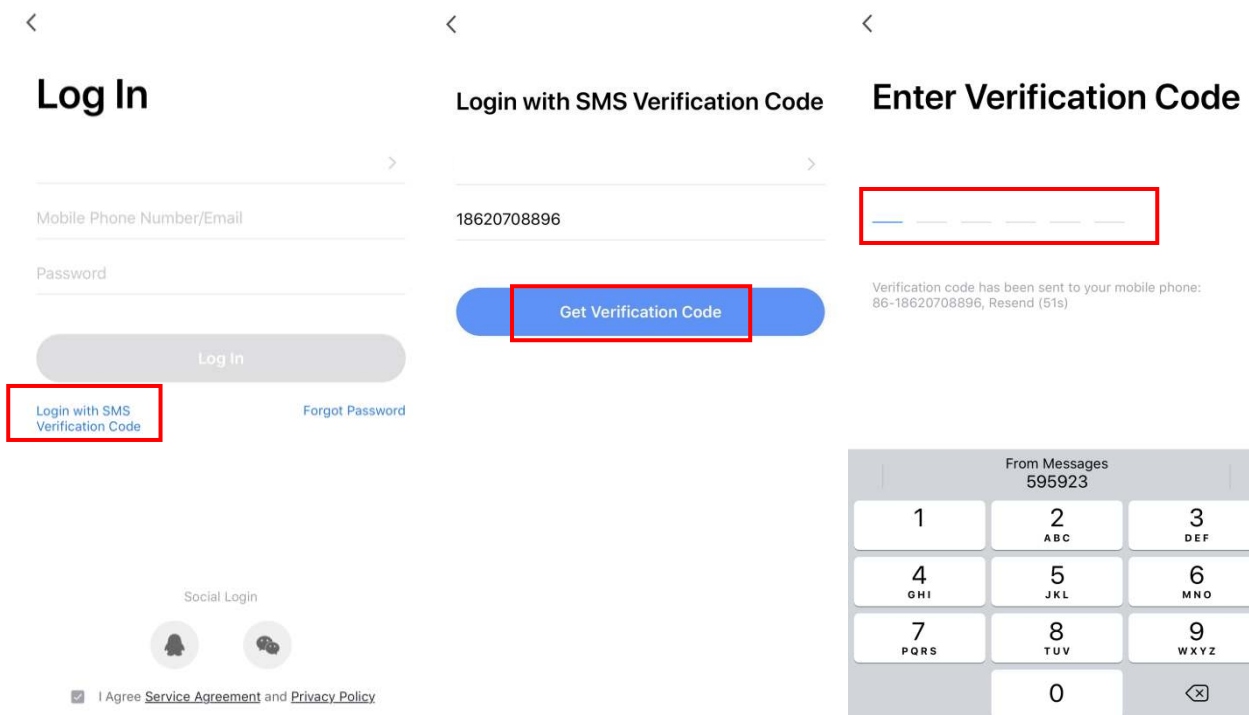 Log In
Mobile Phone Number/Email
Password
Log In
Login with SMS
Verification Code
Forgot Password
Social Login
I Agree Service Agreement and Privacy Policy
Login with SMS Verification Code
18620708896
Get Verification Code
Enter Verification Code
Verification code has been sent to your mobile phone:
86-18620708896, Resend (51s)
From Messages
595923
1
2
ABC
3
DEF
4
GHI
5
JKL
6
MNO
7
PQRS
8
TUV
9
WXYZ
0